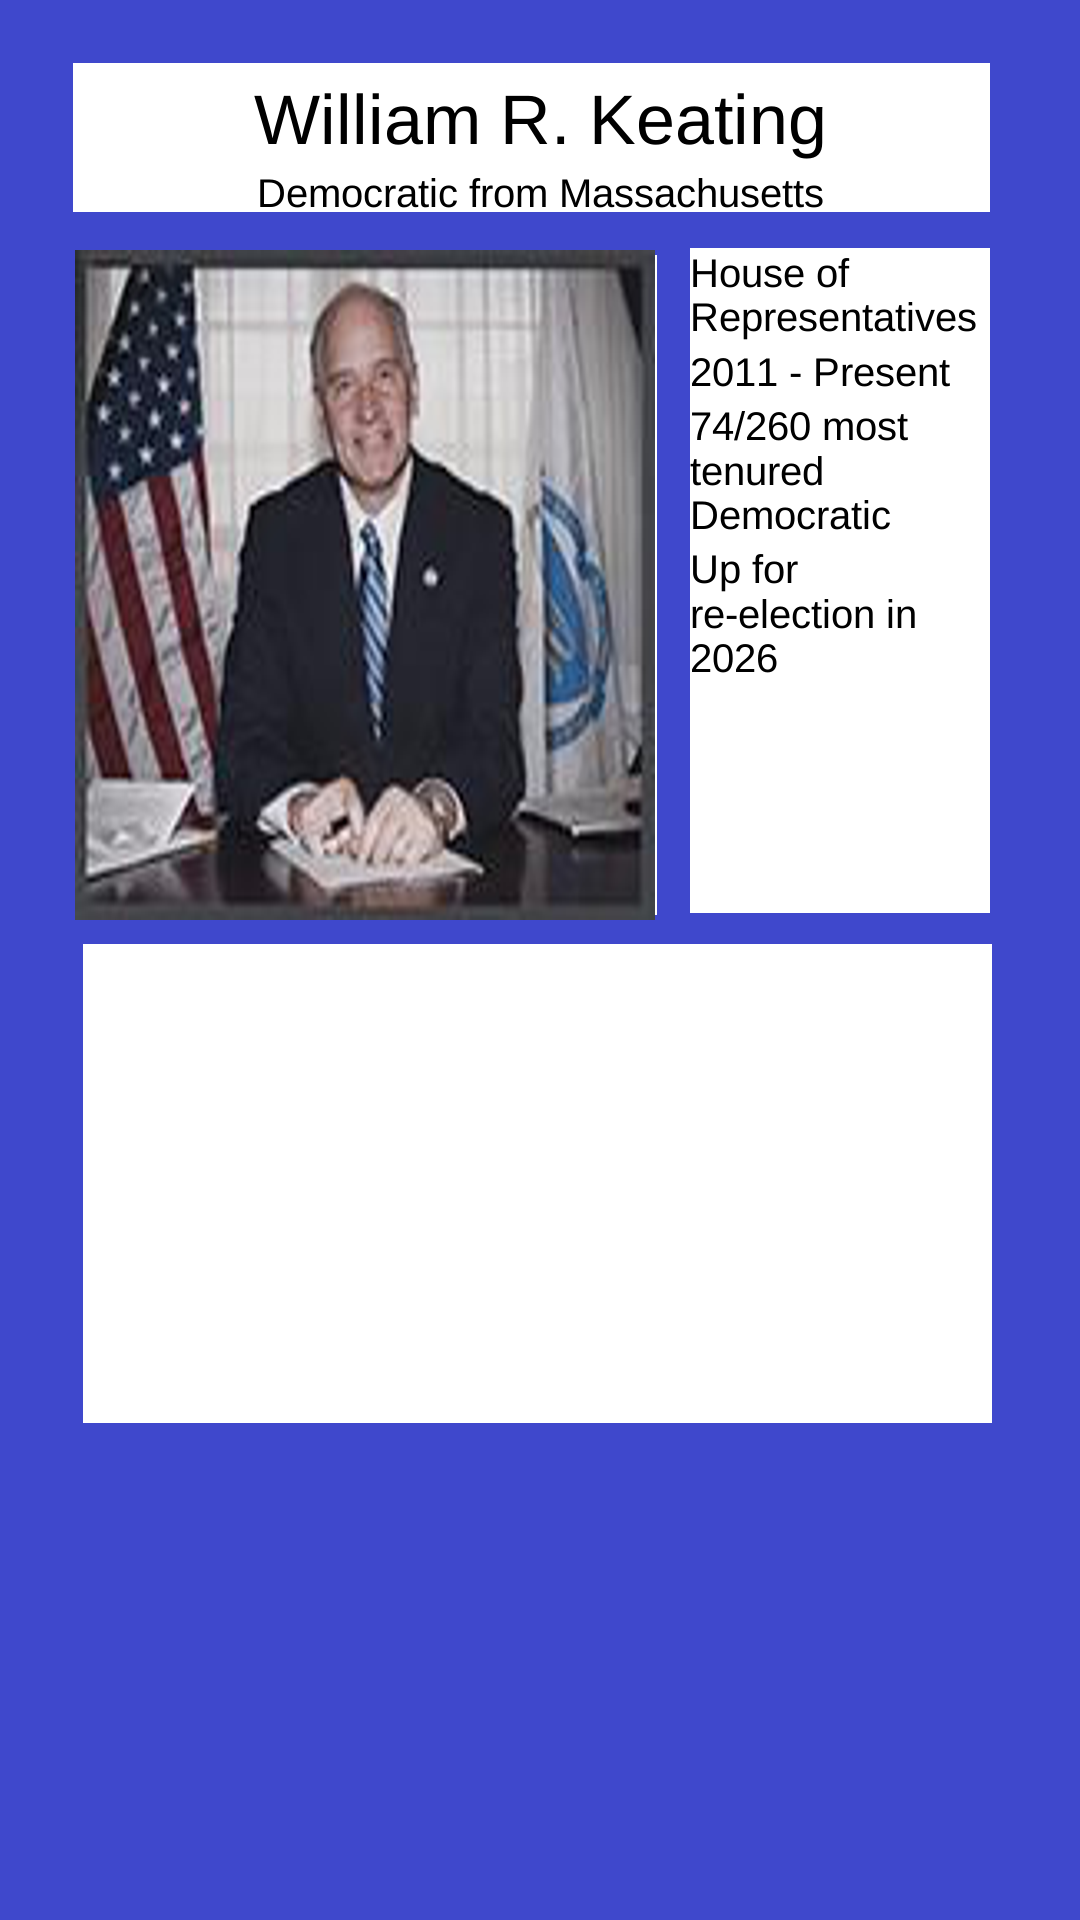 William R. Keating
Democratic from Massachusetts
House of
Representatives
2011 - Present
74/260 most
tenured
Democratic
Up for
re-election in
2026